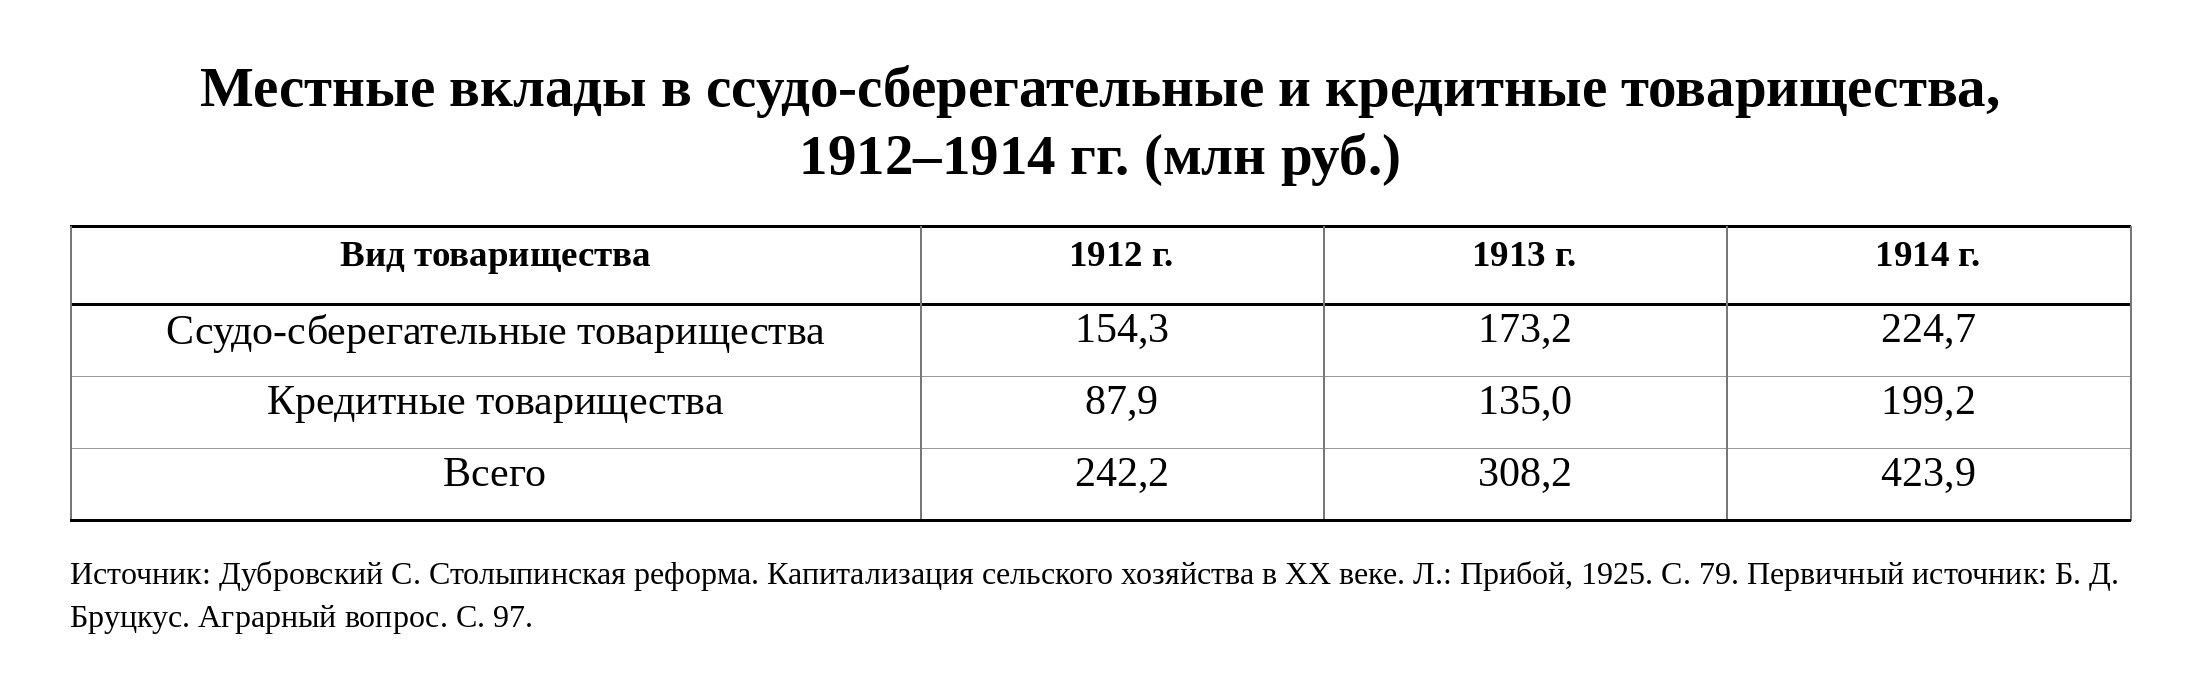 Местные вклады в ссудо-сберегательные и кредитные товарищества,
1912–1914 гг. (млн руб.)
Вид товарищества 1912 г. 1913 г. 1914 г.
Ссудо-сберегательные товарищества 154,3 173,2 224,7
Кредитные товарищества 87,9 135,0 199,2
Всего 242,2 308,2 423,9
Источник: Дубровский С. Столыпинская реформа. Капитализация сельского хозяйства в XX веке. Л.: Прибой, 1925. С. 79. Первичный источник: Б. Д.
Бруцкус. Аграрный вопрос. С. 97.